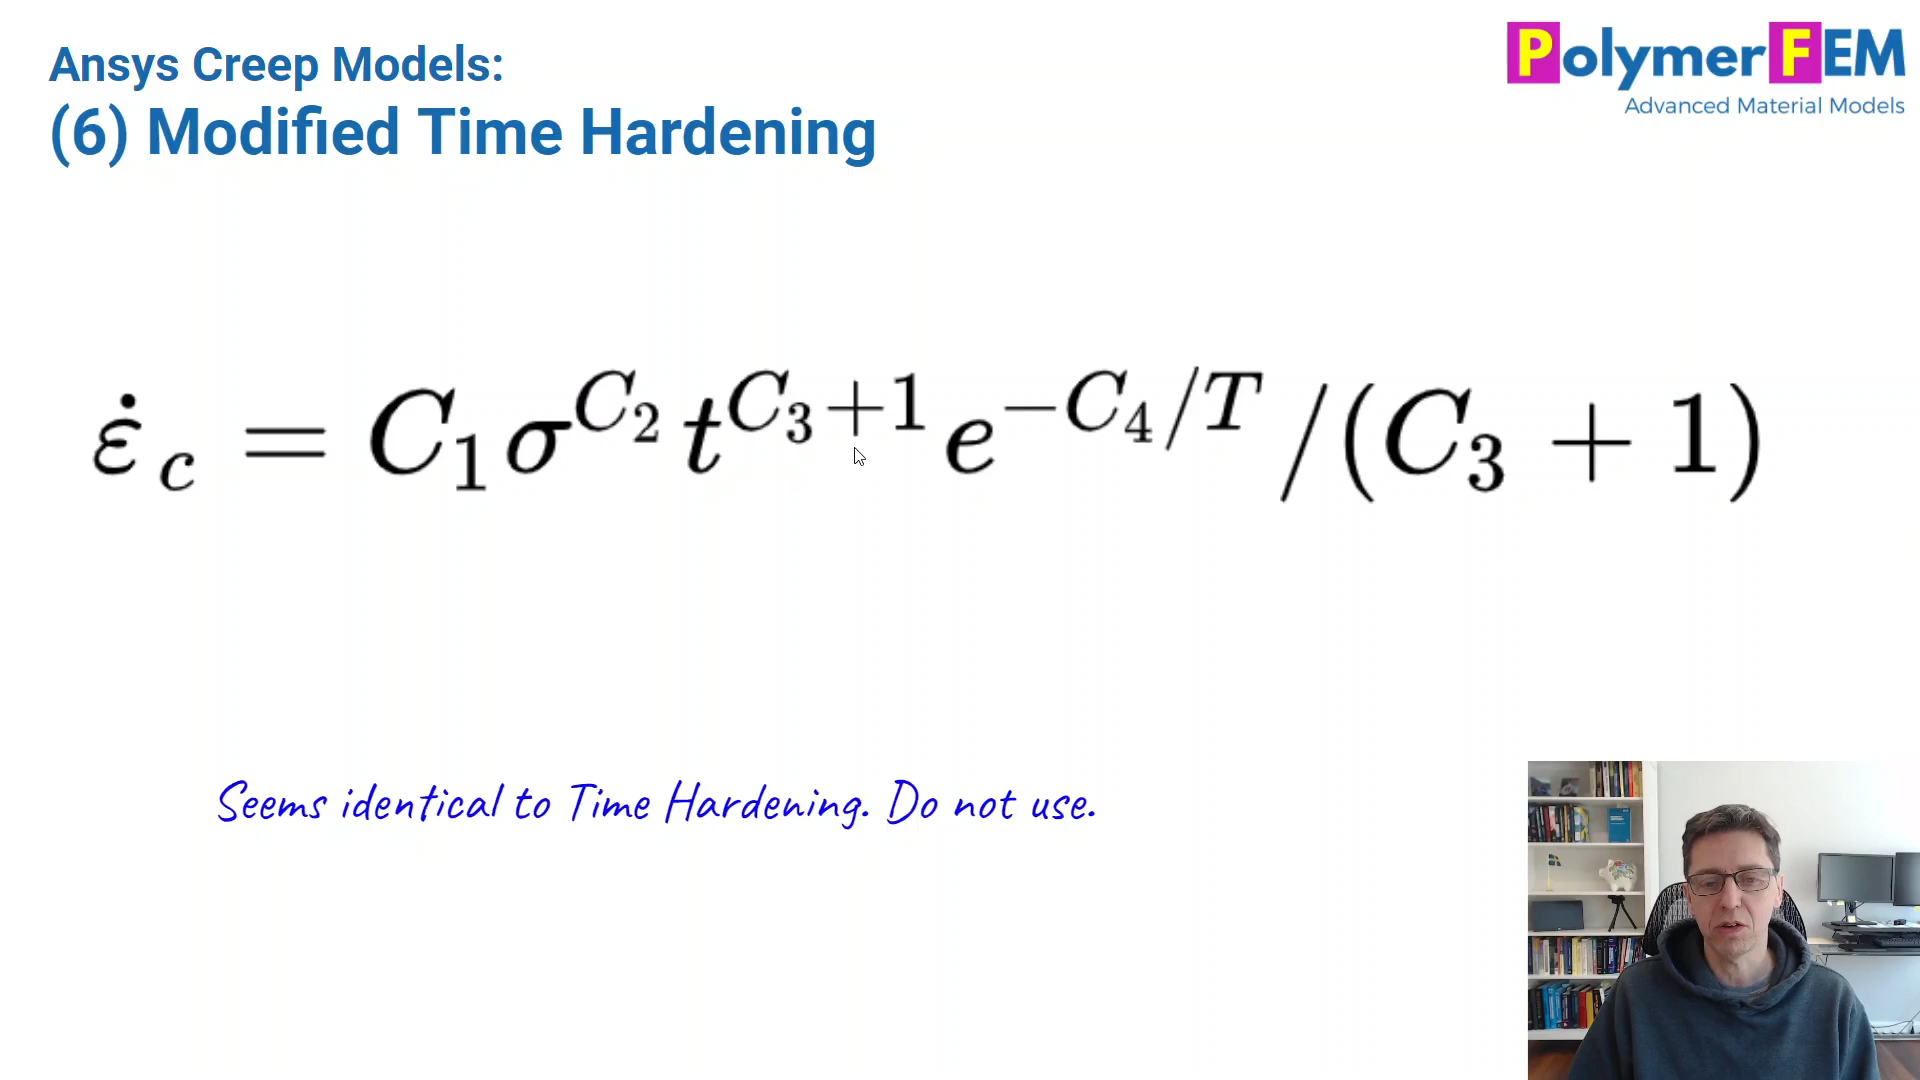 Ansys Creep Models:
(6) Modified Time Hardening
PolymerFEM
Advanced Material Models
ε̇_c = C_1 σ^{C_2} t^{C_3+1} e^{-C_4/T} /(C_3 + 1)
Seems identical to Time Hardening. Do not use.